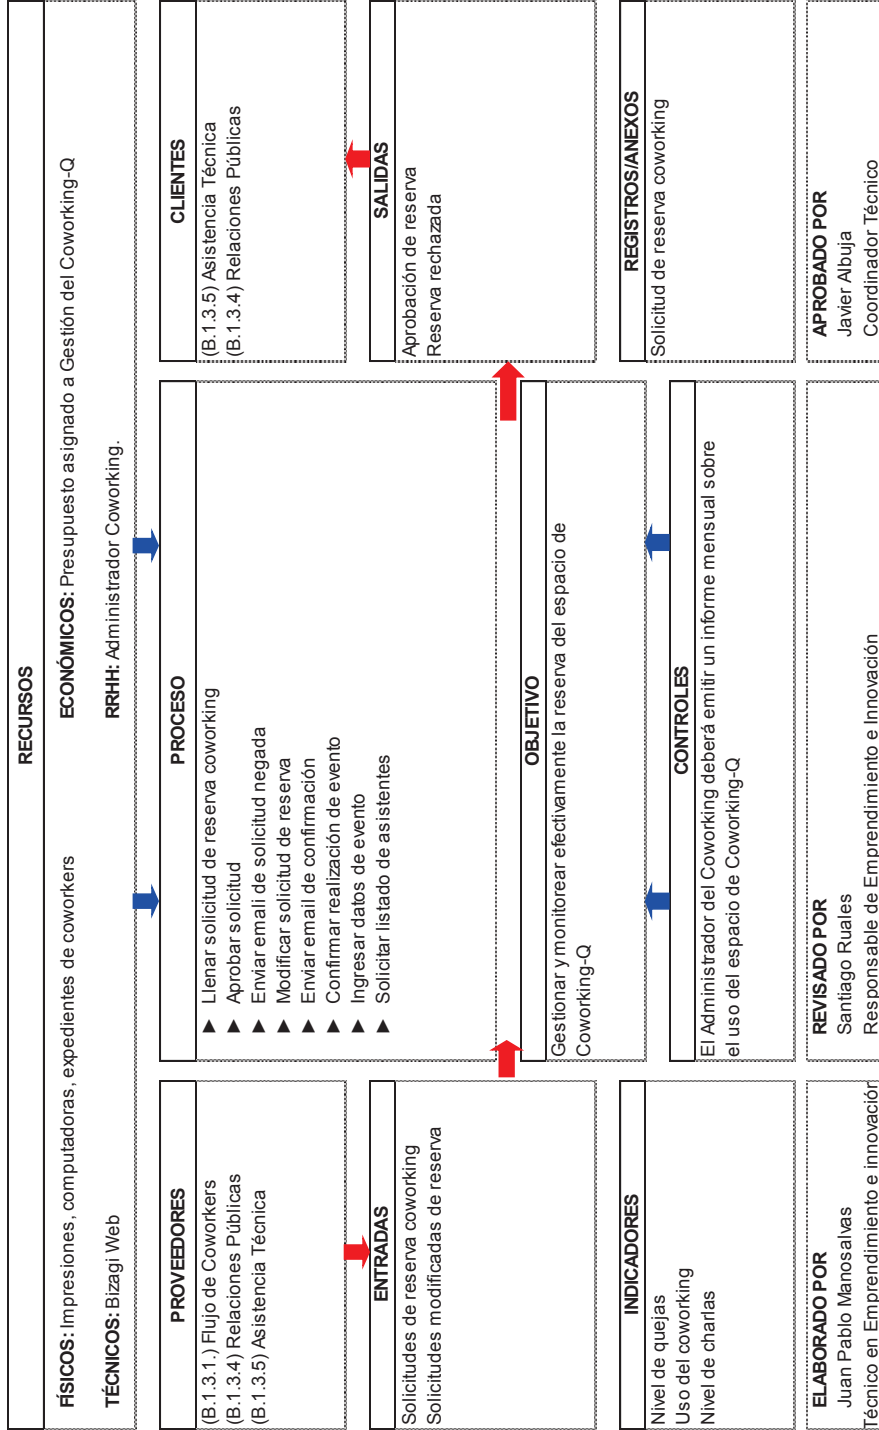 RECURSOS
FÍSICOS: Impresiones, computadoras, expedientes de coworkers
ECONÓMICOS: Presupuesto asignado a Gestión del Coworking-Q
TÉCNICOS: Bizagi Web
RRHH: Administrador Coworking.
PROVEEDORES
(B.1.3.1.) Flujo de Coworkers
(B.1.3.4) Relaciones Públicas
(B.1.3.5) Asistencia Técnica
PROCESO
▶ Llenar solicitud de reserva coworking
▶ Aprobar solicitud
▶ Enviar emali de solicitud negada
▶ Modificar solicitud de reserva
▶ Enviar email de confirmación
▶ Confirmar realización de evento
▶ Ingresar datos de evento
▶ Solicitar listado de asistentes
CLIENTES
(B.1.3.5) Asistencia Técnica
(B.1.3.4) Relaciones Públicas
ENTRADAS
Solicitudes de reserva coworking
Solicitudes modificadas de reserva
SALIDAS
Aprobación de reserva
Reserva rechazada
OBJETIVO
Gestionar y monitorear efectivamente la reserva del espacio de
Coworking-Q
INDICADORES
Nivel de quejas
Uso del coworking
Nivel de charlas
CONTROLES
El Administrador del Coworking deberá emitir un informe mensual sobre
el uso del espacio de Coworking-Q
REGISTROS/ANEXOS
Solicitud de reserva coworking
ELABORADO POR
Juan Pablo Manosalvas
Técnico en Emprendimiento e innovación
REVISADO POR
Santiago Ruales
Responsable de Emprendimiento e Innovación
APROBADO POR
Javier Albuja
Coordinador Técnico